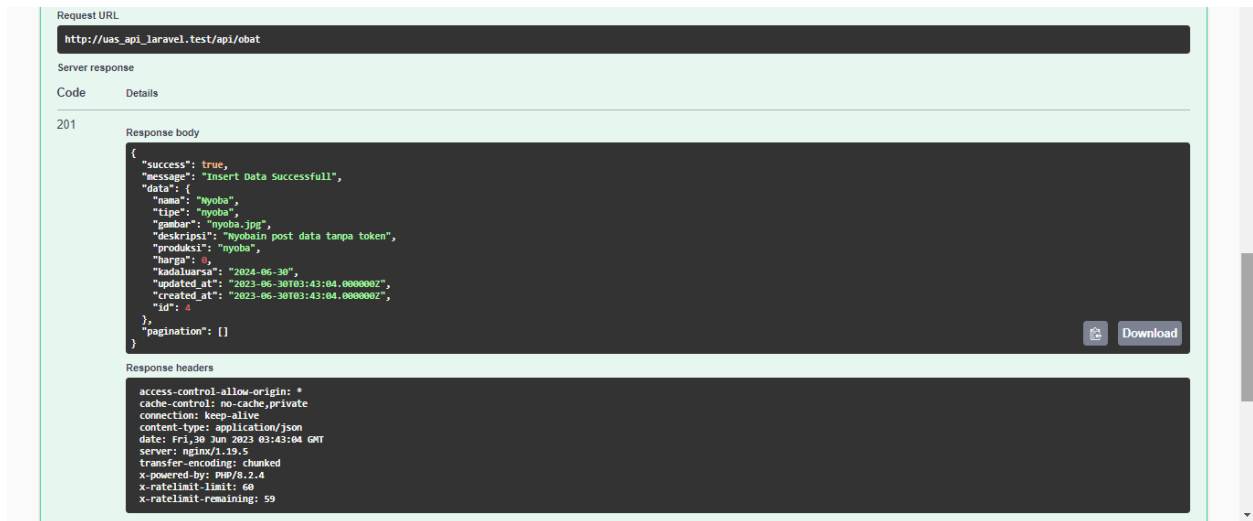 Request URL
http://uas_api_laravel.test/api/obat
Server response
Code Details
201
Response body
{
"success": true,
"message": "Insert Data Successfull",
"data": {
"nama": "Nyoba",
"tipe": "nyoba",
"gambar": "nyoba.jpg",
"deskripsi": "Nyobain post data tanpa token",
"produksi": "nyoba",
"harga": 0,
"kadaluarsa": "2024-06-30",
"updated_at": "2023-06-30T03:43:04.000000Z",
"created_at": "2023-06-30T03:43:04.000000Z",
"id": 4
},
"pagination": []
}
Download
Response headers
access-control-allow-origin: *
cache-control: no-cache,private
connection: keep-alive
content-type: application/json
date: Fri,30 Jun 2023 03:43:04 GMT
server: nginx/1.19.5
transfer-encoding: chunked
x-powered-by: PHP/8.2.4
x-ratelimit-limit: 60
x-ratelimit-remaining: 59